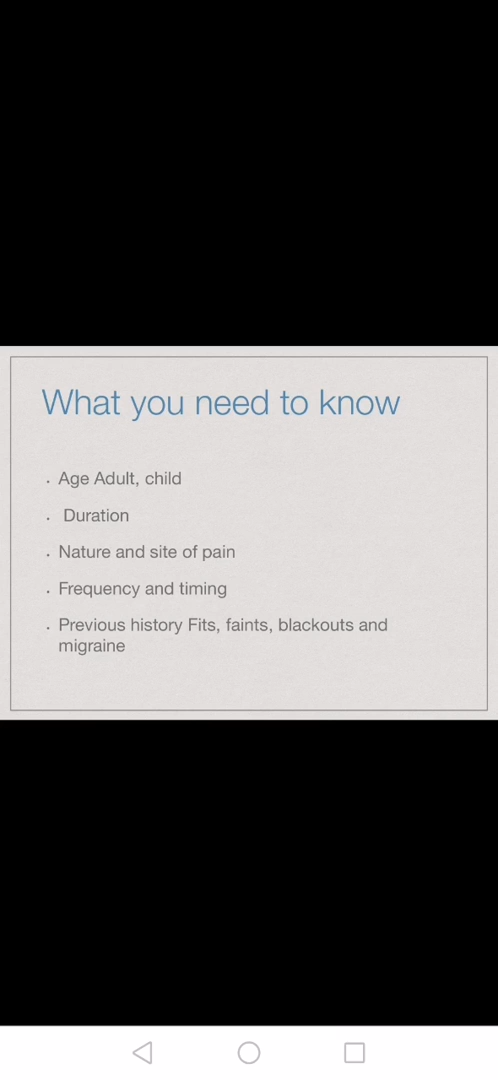 What you need to know
· Age Adult, child
· Duration
· Nature and site of pain
· Frequency and timing
· Previous history Fits, faints, blackouts and
migraine